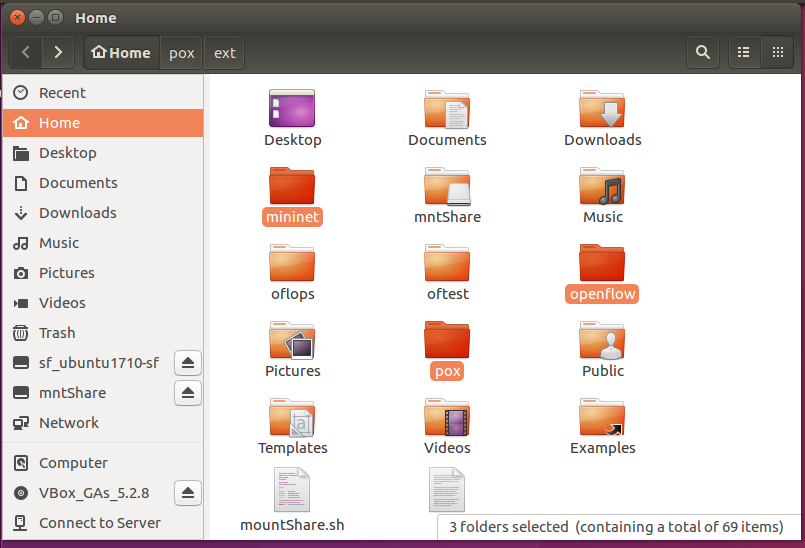 Home
Home pox ext
Recent
Home
Desktop
Documents
Downloads
Music
Pictures
Videos
Trash
sf_ubuntu1710-sf
mntShare
Network
Computer
VBox_GAs_5.2.8
Connect to Server
Desktop Documents Downloads
mininet mntShare Music
oflops oftest openflow
Pictures pox Public
Templates Videos Examples
mountShare.sh
3 folders selected (containing a total of 69 items)